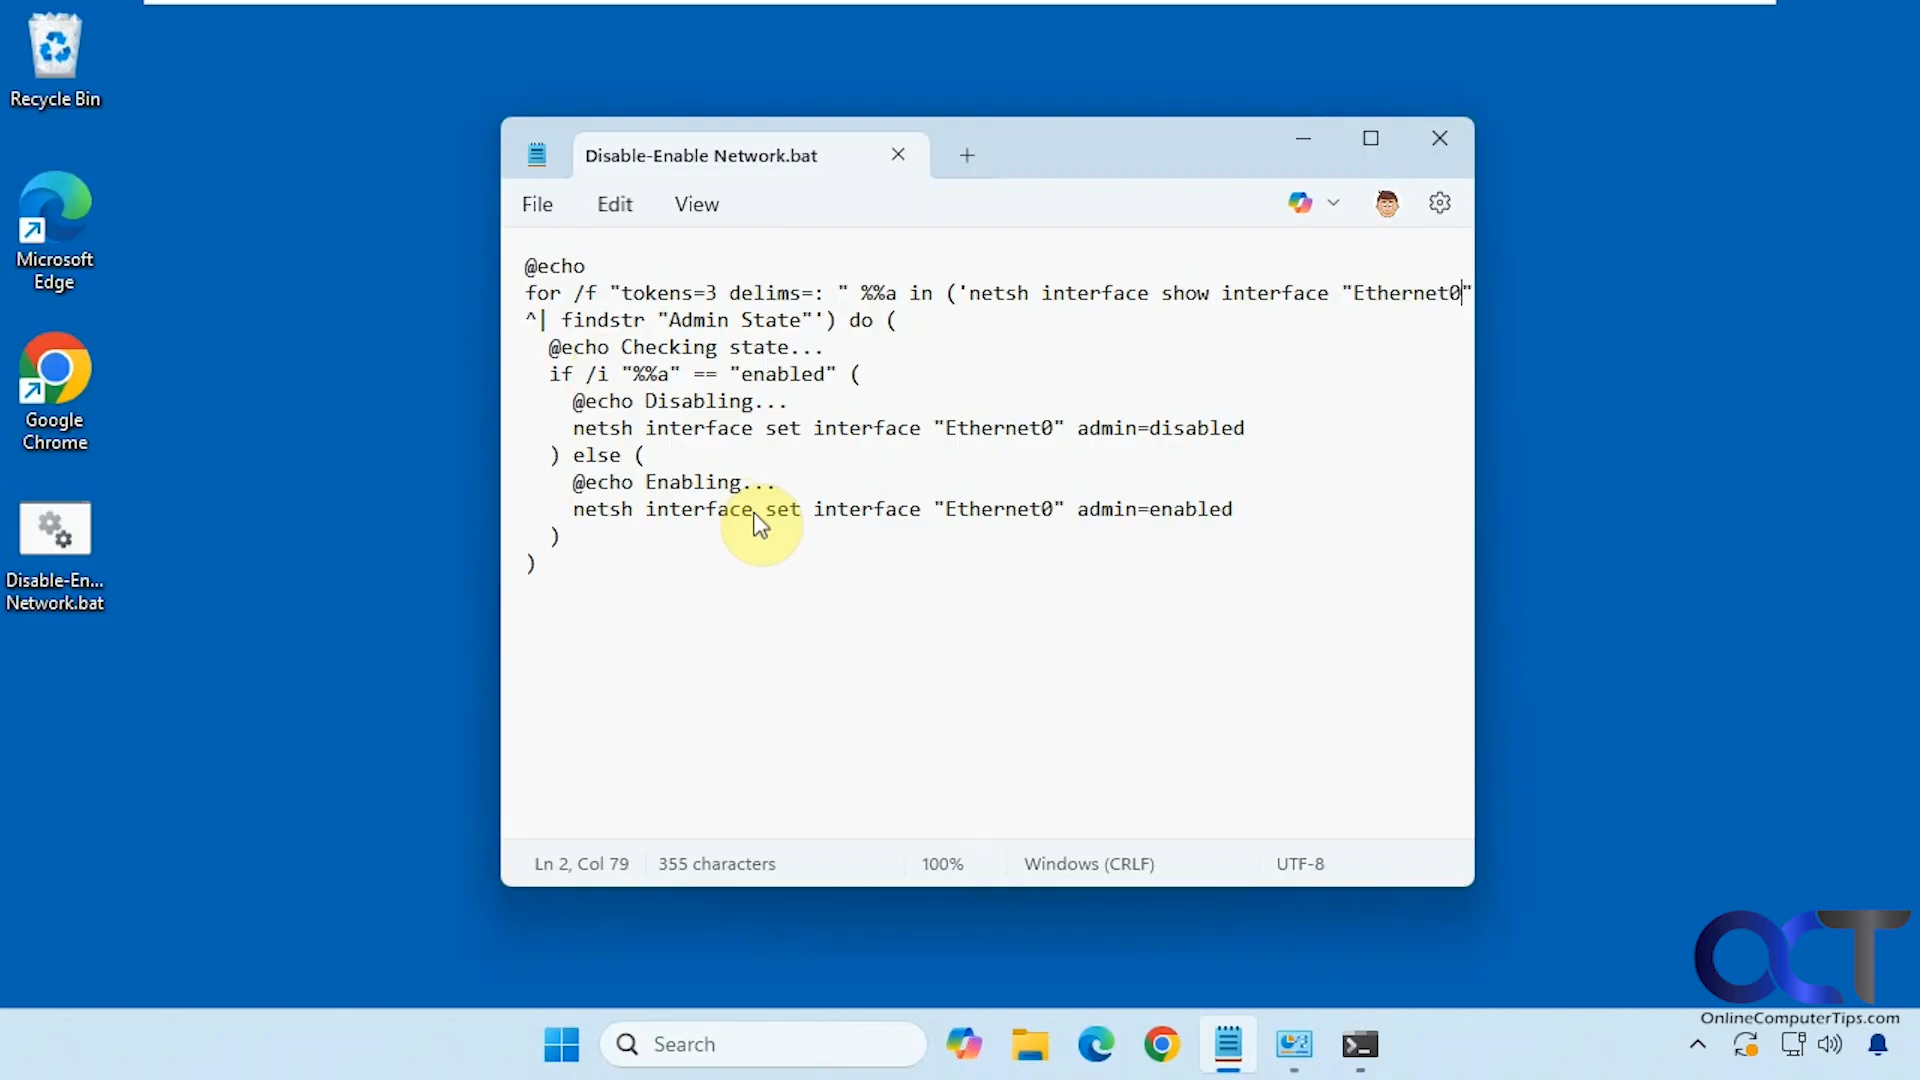 Recycle Bin
Microsoft
Edge
Google
Chrome
Disable-En...
Network.bat
Disable-Enable Network.bat
File Edit View
@echo
for /f "tokens=3 delims=: " %%a in ('netsh interface show interface "Ethernet0"
^| findstr "Admin State"') do (
@echo Checking state...
if /i "%%a" == "enabled" (
@echo Disabling...
netsh interface set interface "Ethernet0" admin=disabled
) else (
@echo Enabling...
netsh interface set interface "Ethernet0" admin=enabled
)
)
Ln 2, Col 79 355 characters 100% Windows (CRLF) UTF-8
OCT
OnlineComputerTips.com
Search